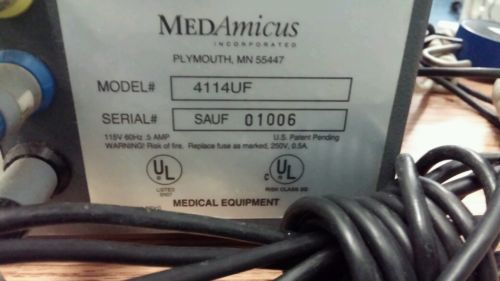 MEDAMICUS
INCORPORATED
PLYMOUTH, MN 55447
MODEL# 4114UF
SERIAL# SAUF 01006
115V 60Hz .5 AMP U.S. Patent Pending
WARNING! Risk of fire. Replace fuse as marked, 250V, 0.5A.
UL UL
LISTED C RISK CLASS
MEDICAL EQUIPMENT